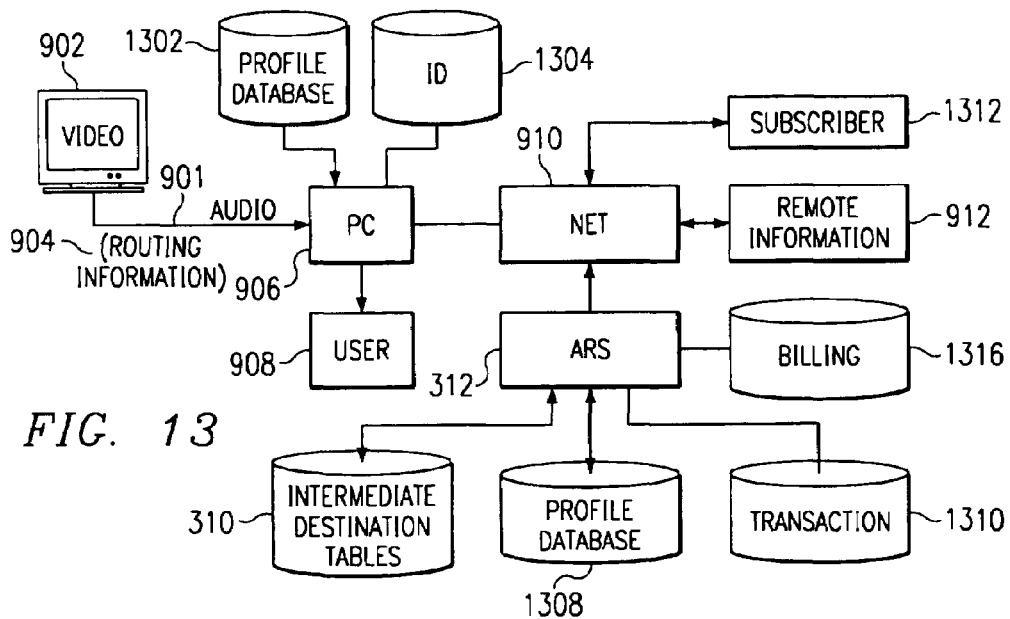 1302
902
PROFILE
DATABASE
ID
1304
VIDEO
910
SUBSCRIBER
1312
901
AUDIO
904
(ROUTING
INFORMATION)
PC
906
NET
REMOTE
INFORMATION
912
USER
908
ARS
312
BILLING
1316
FIG. 13
310
INTERMEDIATE
DESTINATION
TABLES
PROFILE
DATABASE
1308
TRANSACTION
1310